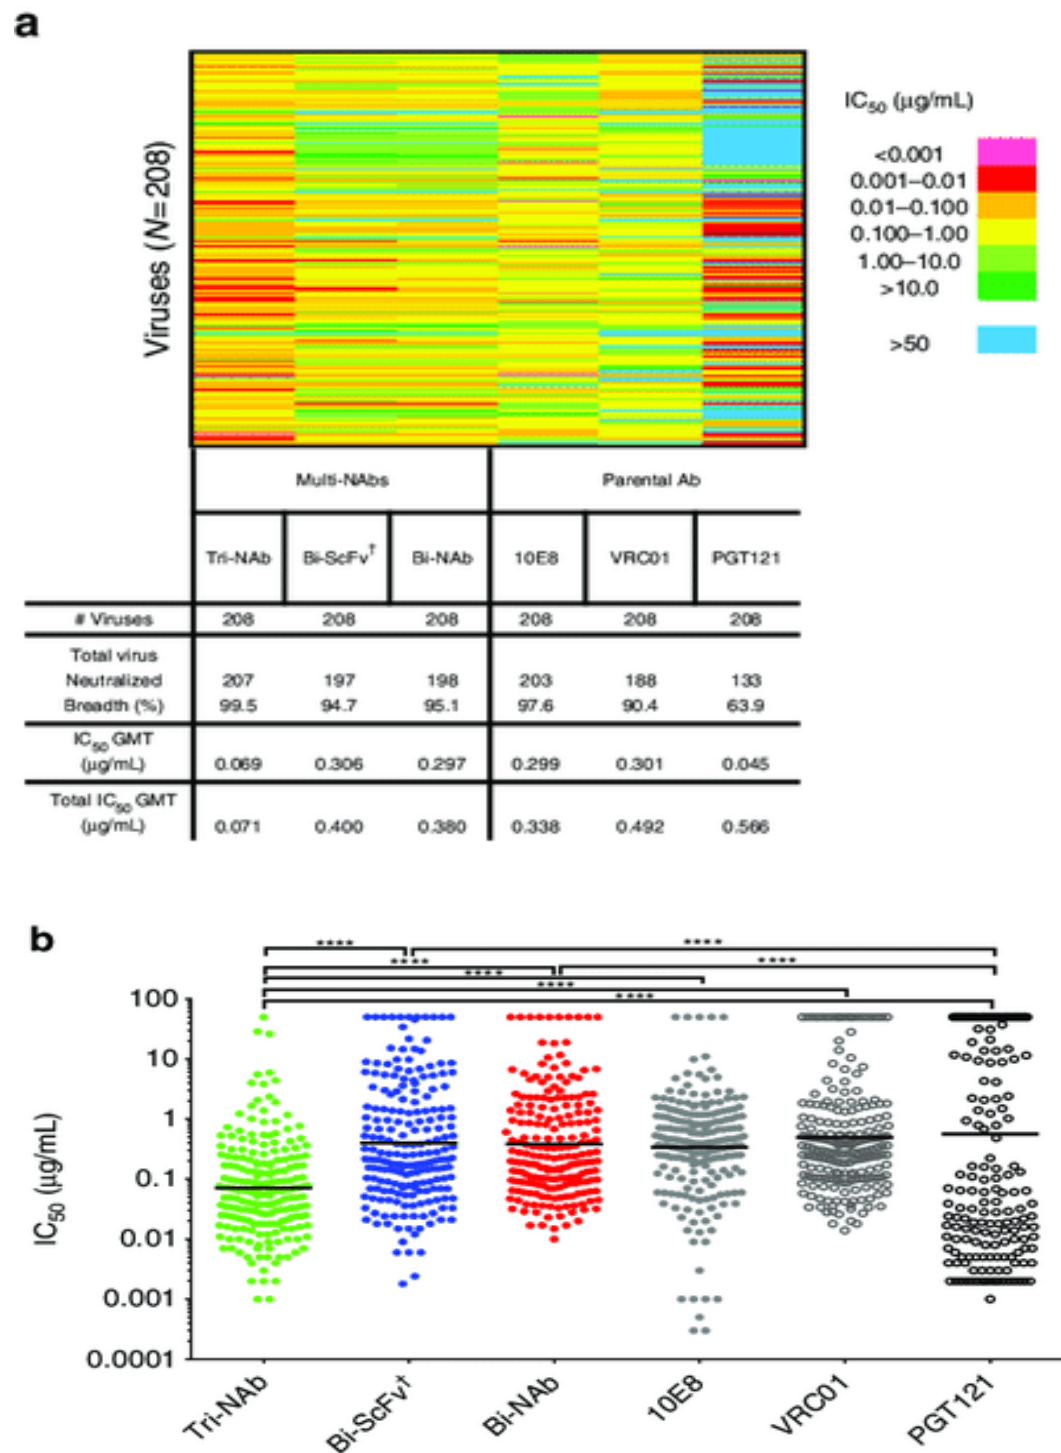 a
IC50 (μg/mL)
<0.001
0.001–0.01
0.01–0.100
0.100–1.00
1.00–10.0
>10.0
>50
Viruses (N=208)
Multi-NAbs Parental Ab
Tri-NAb Bi-ScFv† Bi-NAb 10E8 VRC01 PGT121
# Viruses 208 208 208 208 208 208
Total virus
Neutralized 207 197 198 203 188 133
Breadth (%) 99.5 94.7 95.1 97.6 90.4 63.9
IC50 GMT
(μg/mL) 0.069 0.306 0.297 0.299 0.301 0.045
Total IC50 GMT
(μg/mL) 0.071 0.400 0.380 0.338 0.492 0.566
b
**** ****
**** ****
****
****
****
100
10
1
0.1
0.01
0.001
0.0001
IC50 (μg/mL)
Tri-NAb Bi-ScFv† Bi-NAb 10E8 VRC01 PGT121